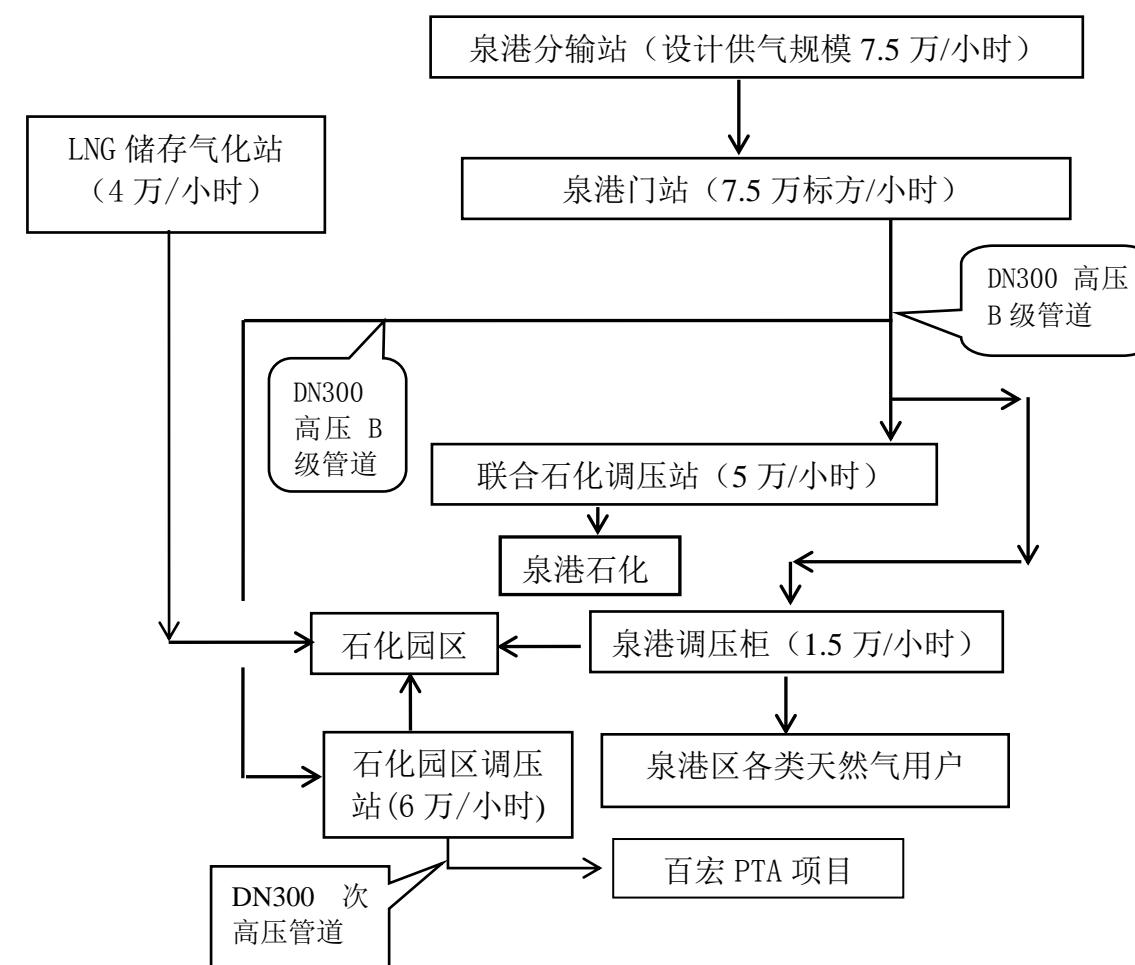 泉港分输站（设计供气规模 7.5 万/小时）
LNG 储存气化站
（4 万/小时）
泉港门站（7.5 万标方/小时）
DN300 高压
B 级管道
DN300
高压 B
级管道
联合石化调压站（5 万/小时）
泉港石化
石化园区
泉港调压柜（1.5 万/小时）
石化园区调压
站(6 万/小时)
泉港区各类天然气用户
百宏 PTA 项目
DN300 次
高压管道